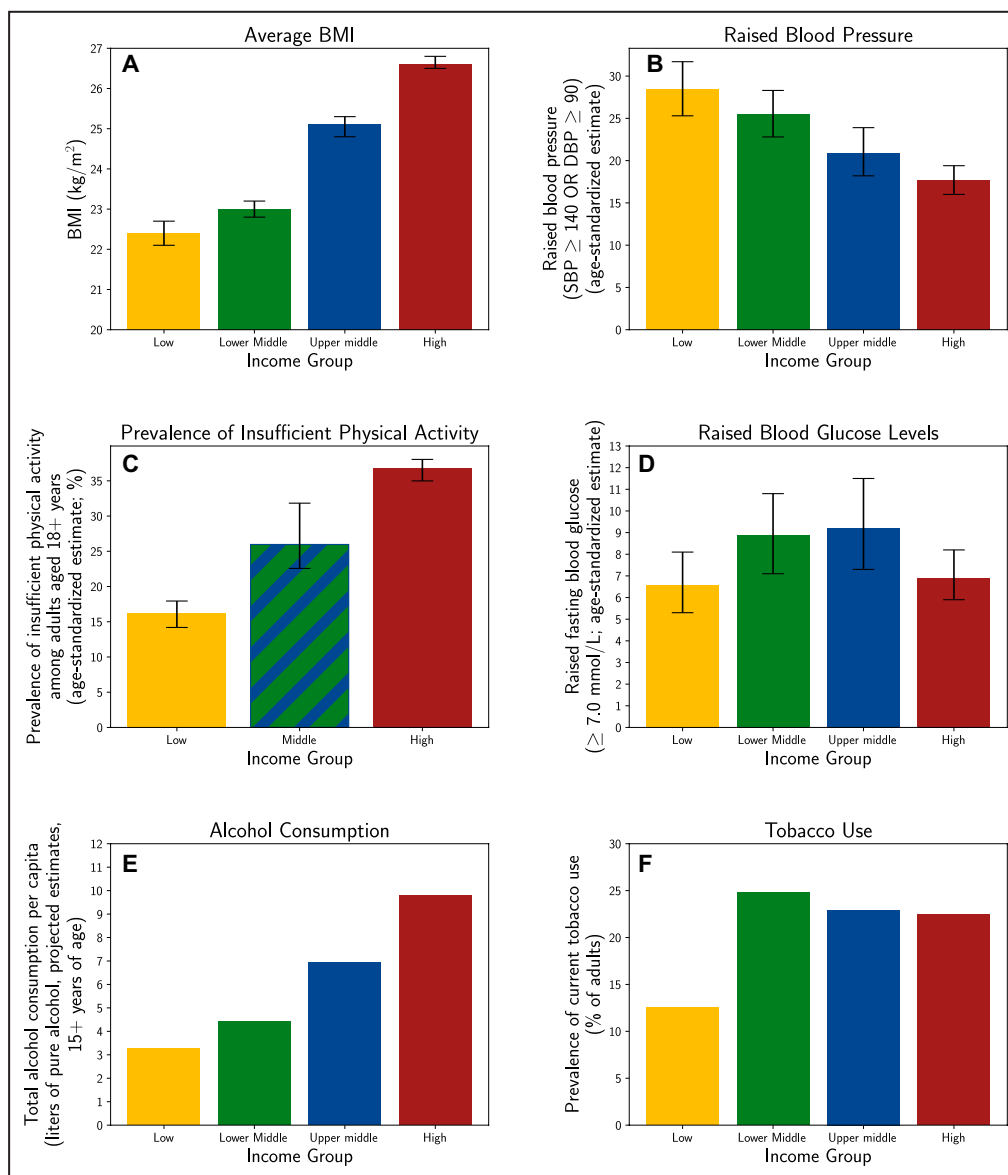 Average BMI
A
BMI (kg/m²)
27
26
25
24
23
22
21
20
Low
Lower Middle
Upper middle
High
Income Group
Raised Blood Pressure
B
Raised blood pressure
(SBP ≥ 140 OR DBP ≥ 90)
(age-standardized estimate)
30
25
20
15
10
5
0
Low
Lower Middle
Upper middle
High
Income Group
Prevalence of Insufficient Physical Activity
C
Prevalence of insufficient physical activity
among adults aged 18+ years
(age-standardized estimate; %)
35
30
25
20
15
10
5
0
Low
Middle
High
Income Group
Raised Blood Glucose Levels
D
Raised fasting blood glucose
(≥ 7.0 mmol/L; age-standardized estimate)
13
12
11
10
9
8
7
6
5
4
3
2
1
0
Low
Lower Middle
Upper middle
High
Income Group
Alcohol Consumption
E
Total alcohol consumption per capita
(liters of pure alcohol, projected estimates,
15+ years of age)
12
11
10
9
8
7
6
5
4
3
2
1
0
Low
Lower Middle
Upper middle
High
Income Group
Tobacco Use
F
Prevalence of current tobacco use
(% of adults)
30
25
20
15
10
5
0
Low
Lower Middle
Upper middle
High
Income Group